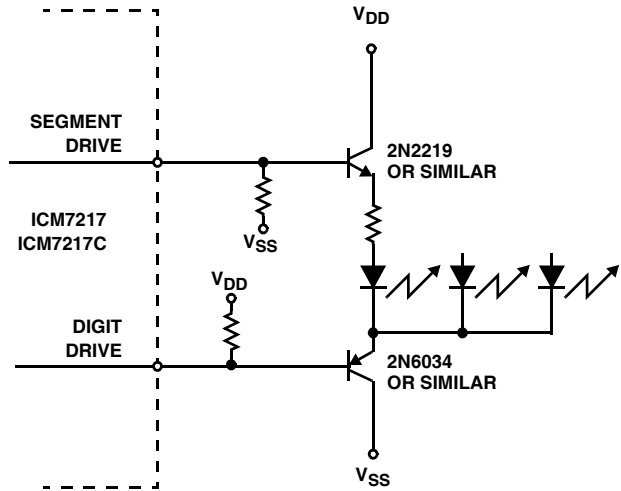 VDD
SEGMENT
DRIVE
2N2219
OR SIMILAR
ICM7217
ICM7217C
VSS
VDD
DIGIT
DRIVE
2N6034
OR SIMILAR
VSS